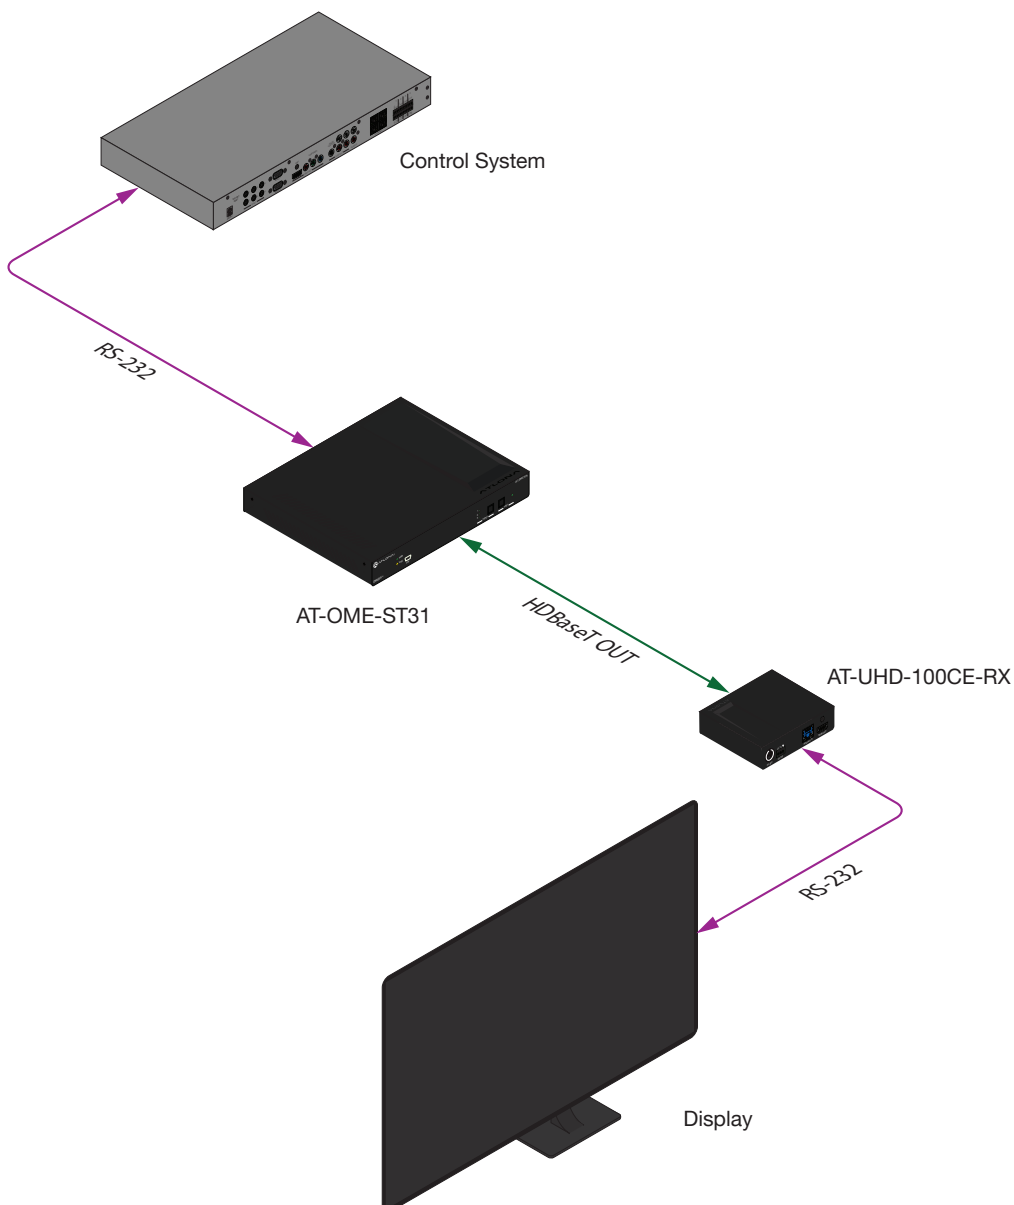 Control System
RS-232
AT-OME-ST31
HDBaseT OUT
AT-UHD-100CE-RX
RS-232
Display